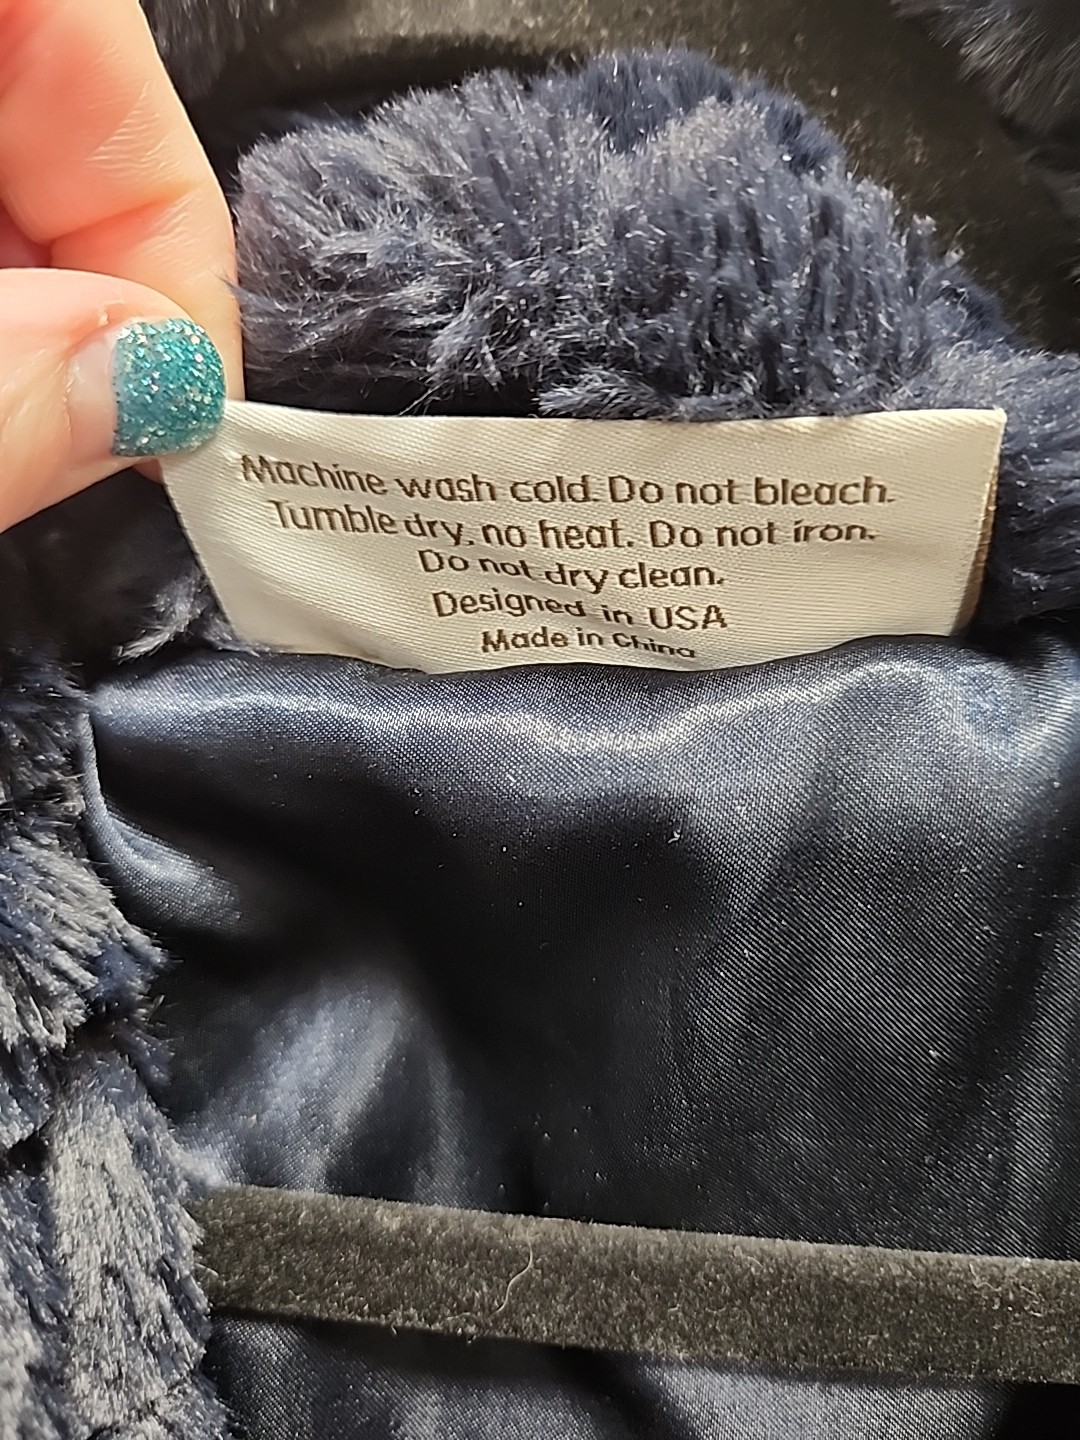 Machine wash cold. Do not bleach.
Tumble dry, no heat. Do not iron.
Do not dry clean.
Designed in USA
Made in China